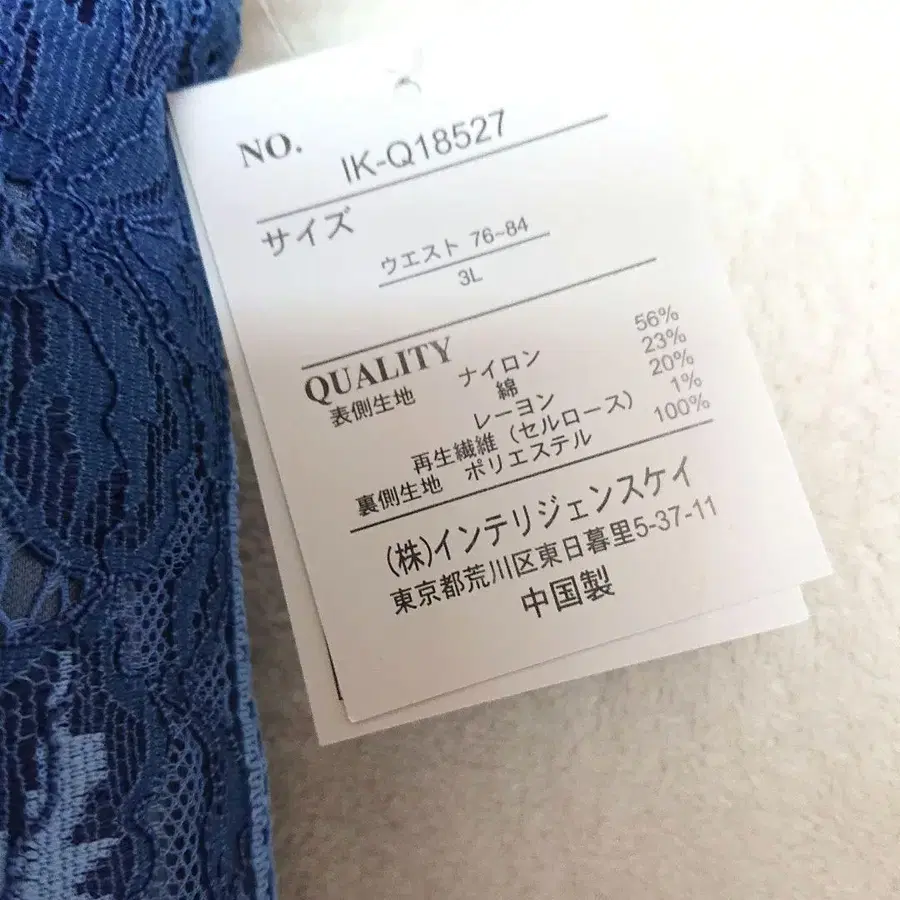 NO.
IK-Q18527
サイズ
ウエスト 76~84
3L
QUALITY
表側生地 ナイロン 56%
綿 23%
レーヨン 20%
再生繊維(セルロース) 1%
裏側生地 ポリエステル 100%
(株)インテリジェンスケイ
東京都荒川区東日暮里5-37-11
中国製